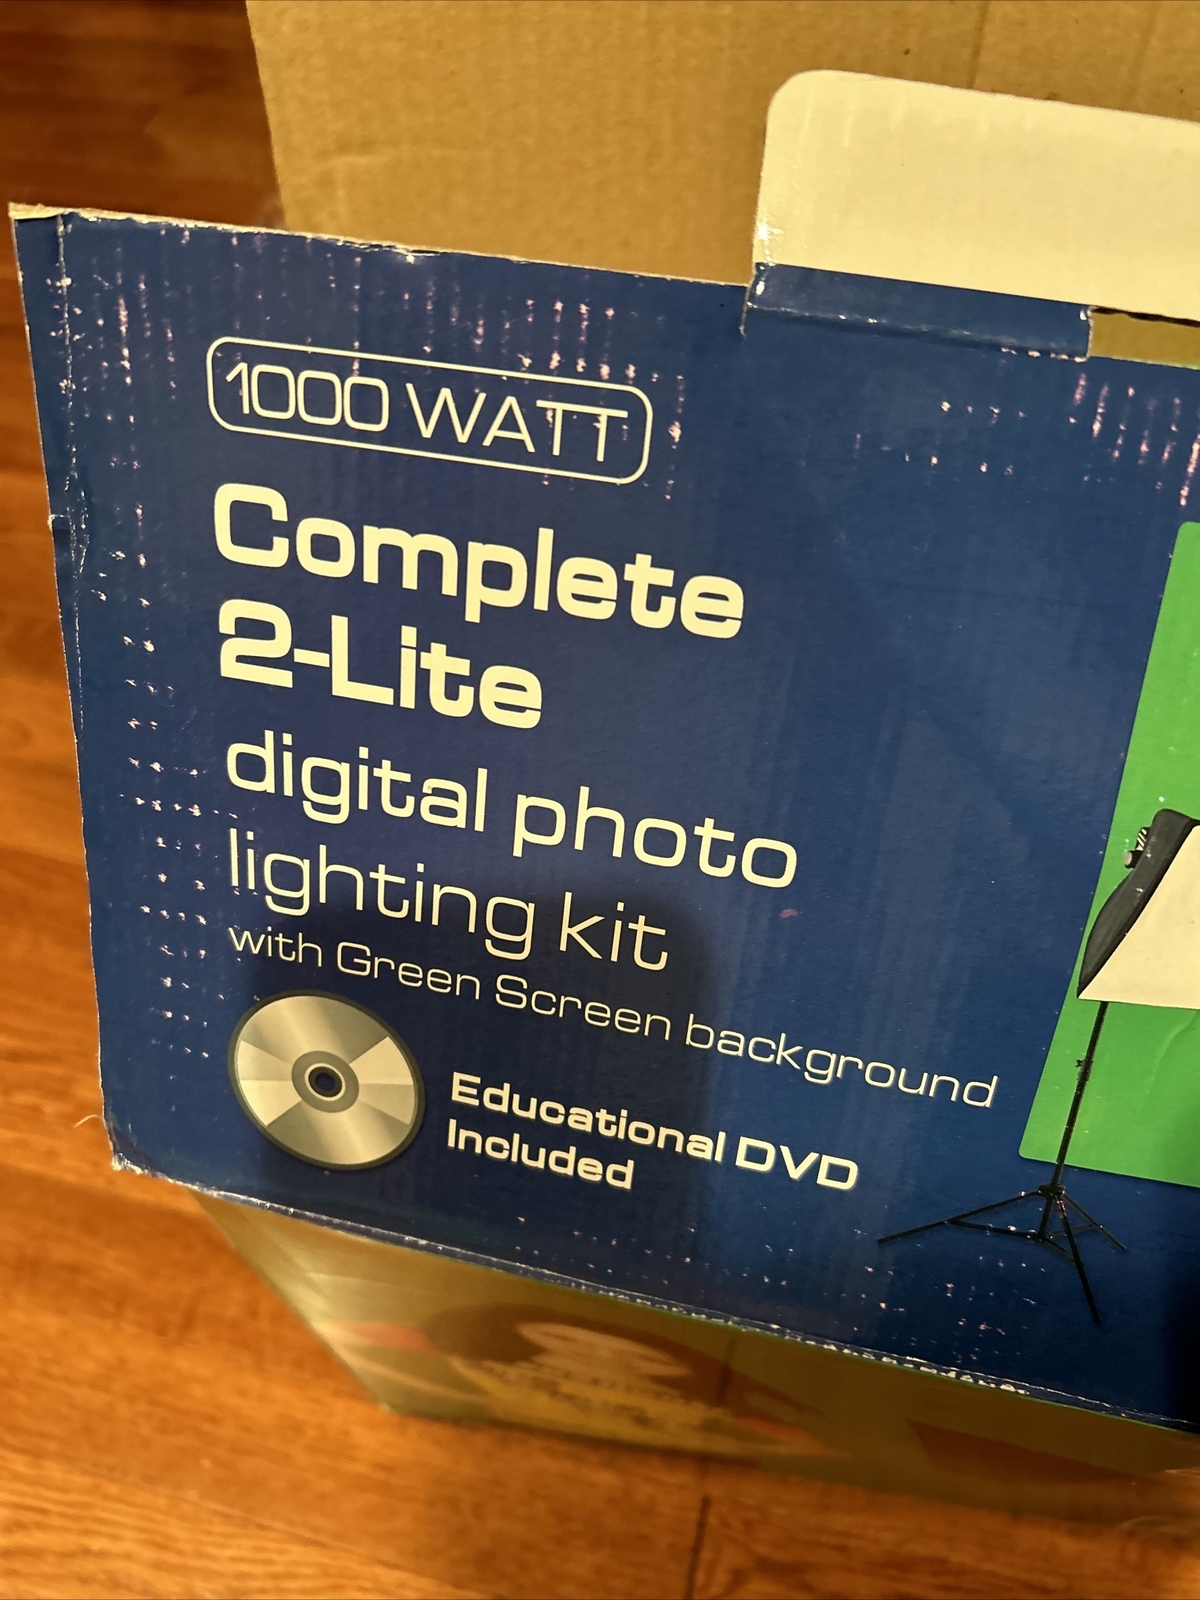 1000 WATT
Complete
2-Lite
digital photo
lighting kit
with Green Screen background
Educational DVD
Included